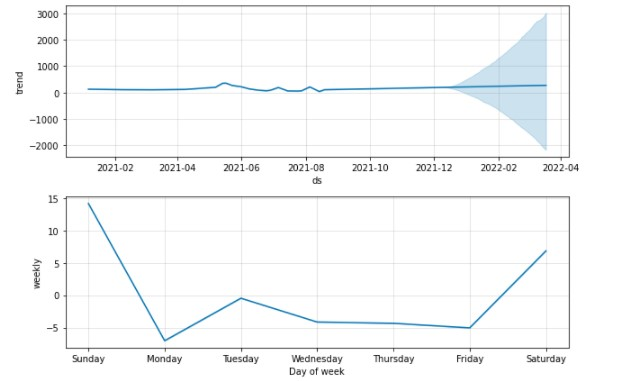 3000
2000
1000
0
−1000
−2000
trend
2021-02 2021-04 2021-06 2021-08 2021-10 2021-12 2022-02 2022-04
ds
15
10
5
0
−5
weekly
Sunday Monday Tuesday Wednesday Thursday Friday Saturday
Day of week